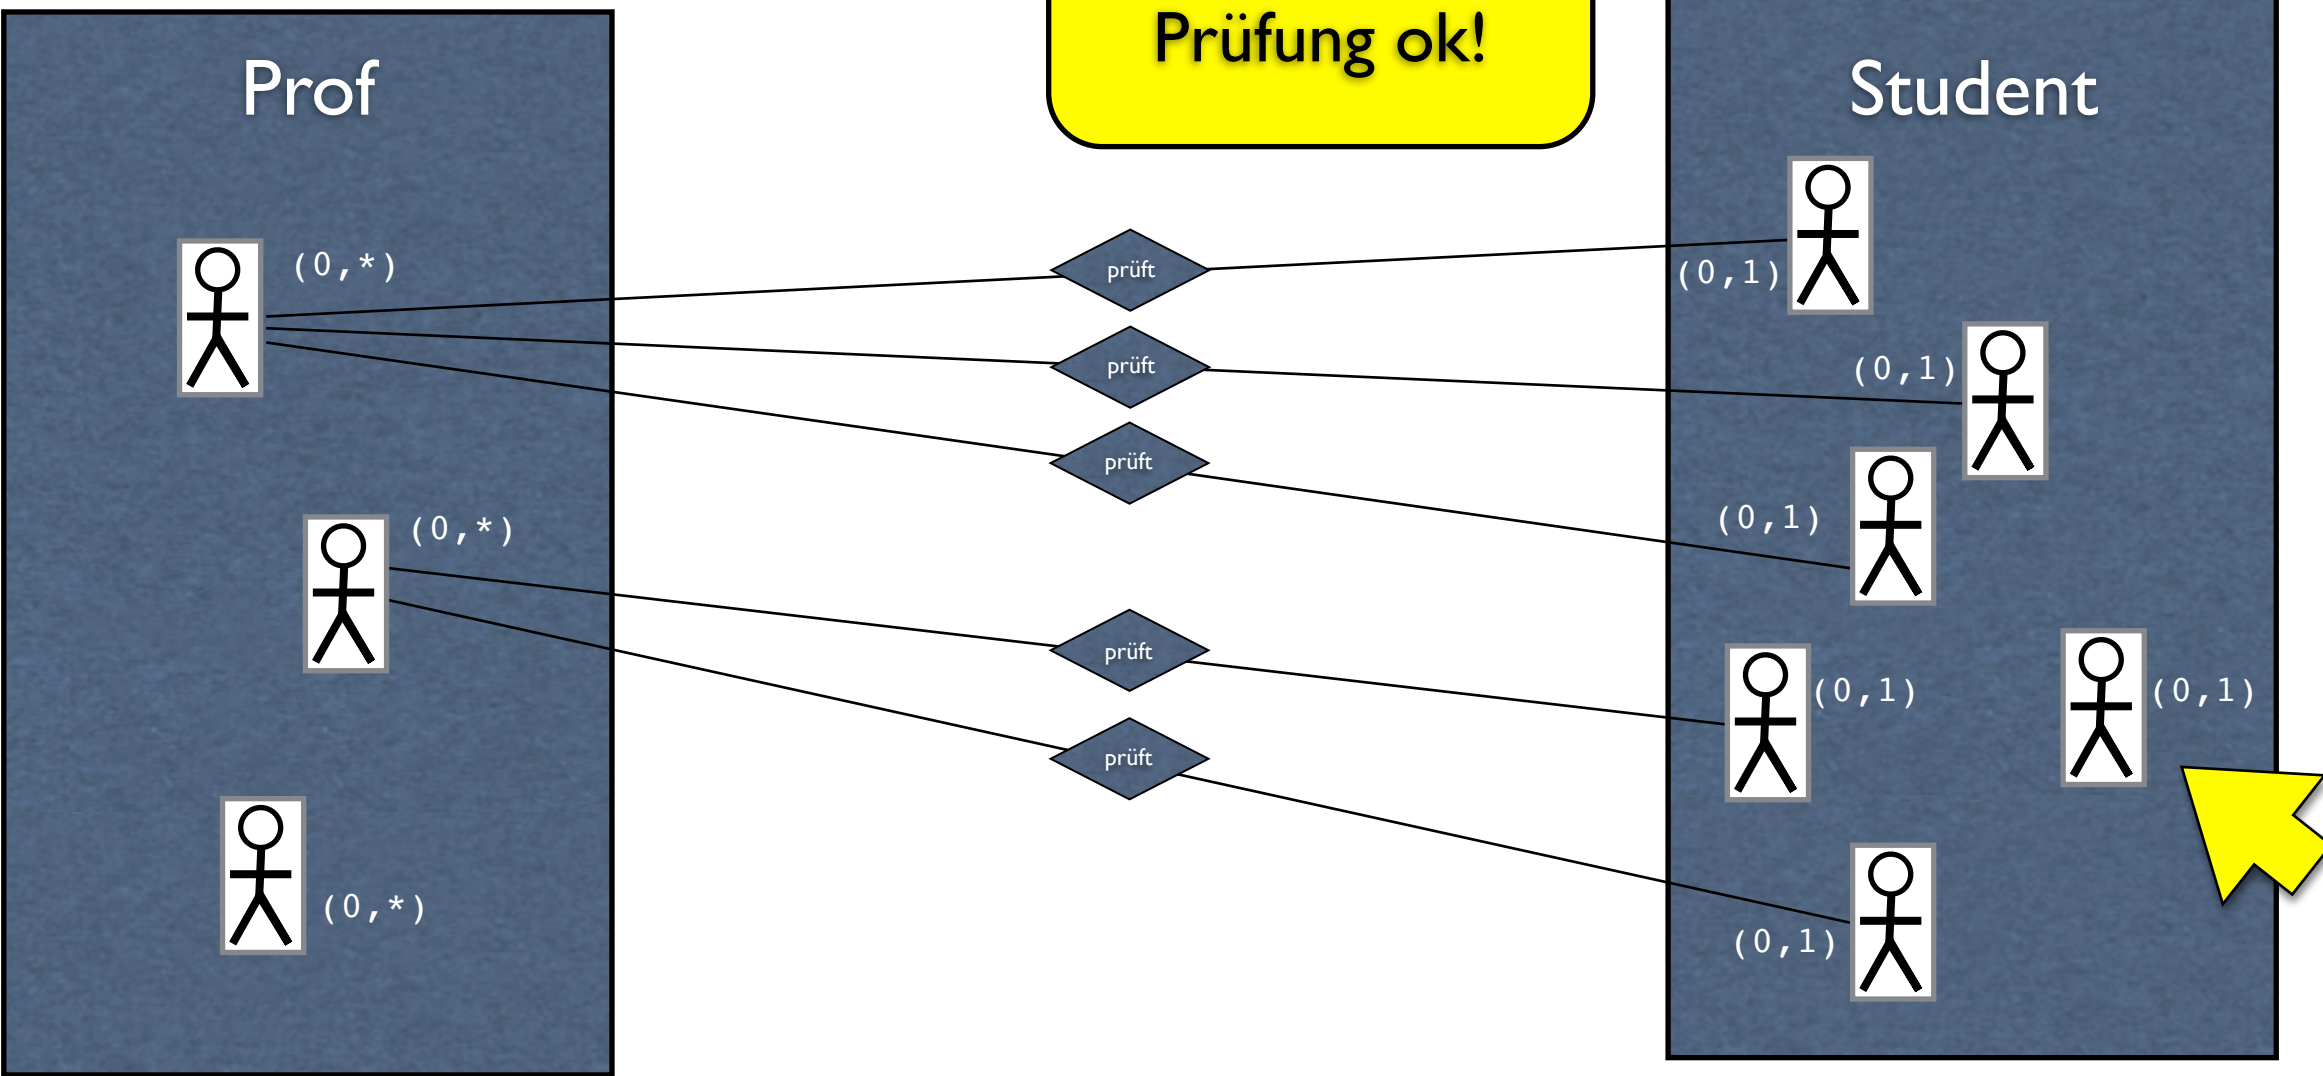 Prof
Prüfung ok!
Student
(0,*)
prüft
(0,1)
prüft
(0,1)
prüft
(0,1)
(0,*)
prüft
(0,1)
(0,1)
prüft
(0,*)
(0,1)